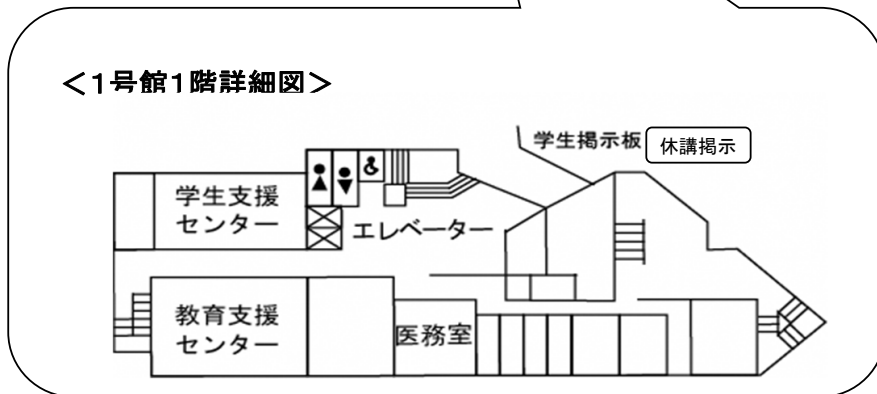 ＜１号館１階詳細図＞
学生掲示板
休講掲示
学生支援
センター
エレベーター
教育支援
センター
医務室